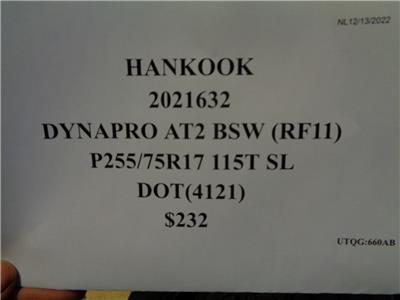 NL12/13/2022
HANKOOK
2021632
DYNAPRO AT2 BSW (RF11)
P255/75R17 115T SL
DOT(4121)
$232
UTQG:660AB